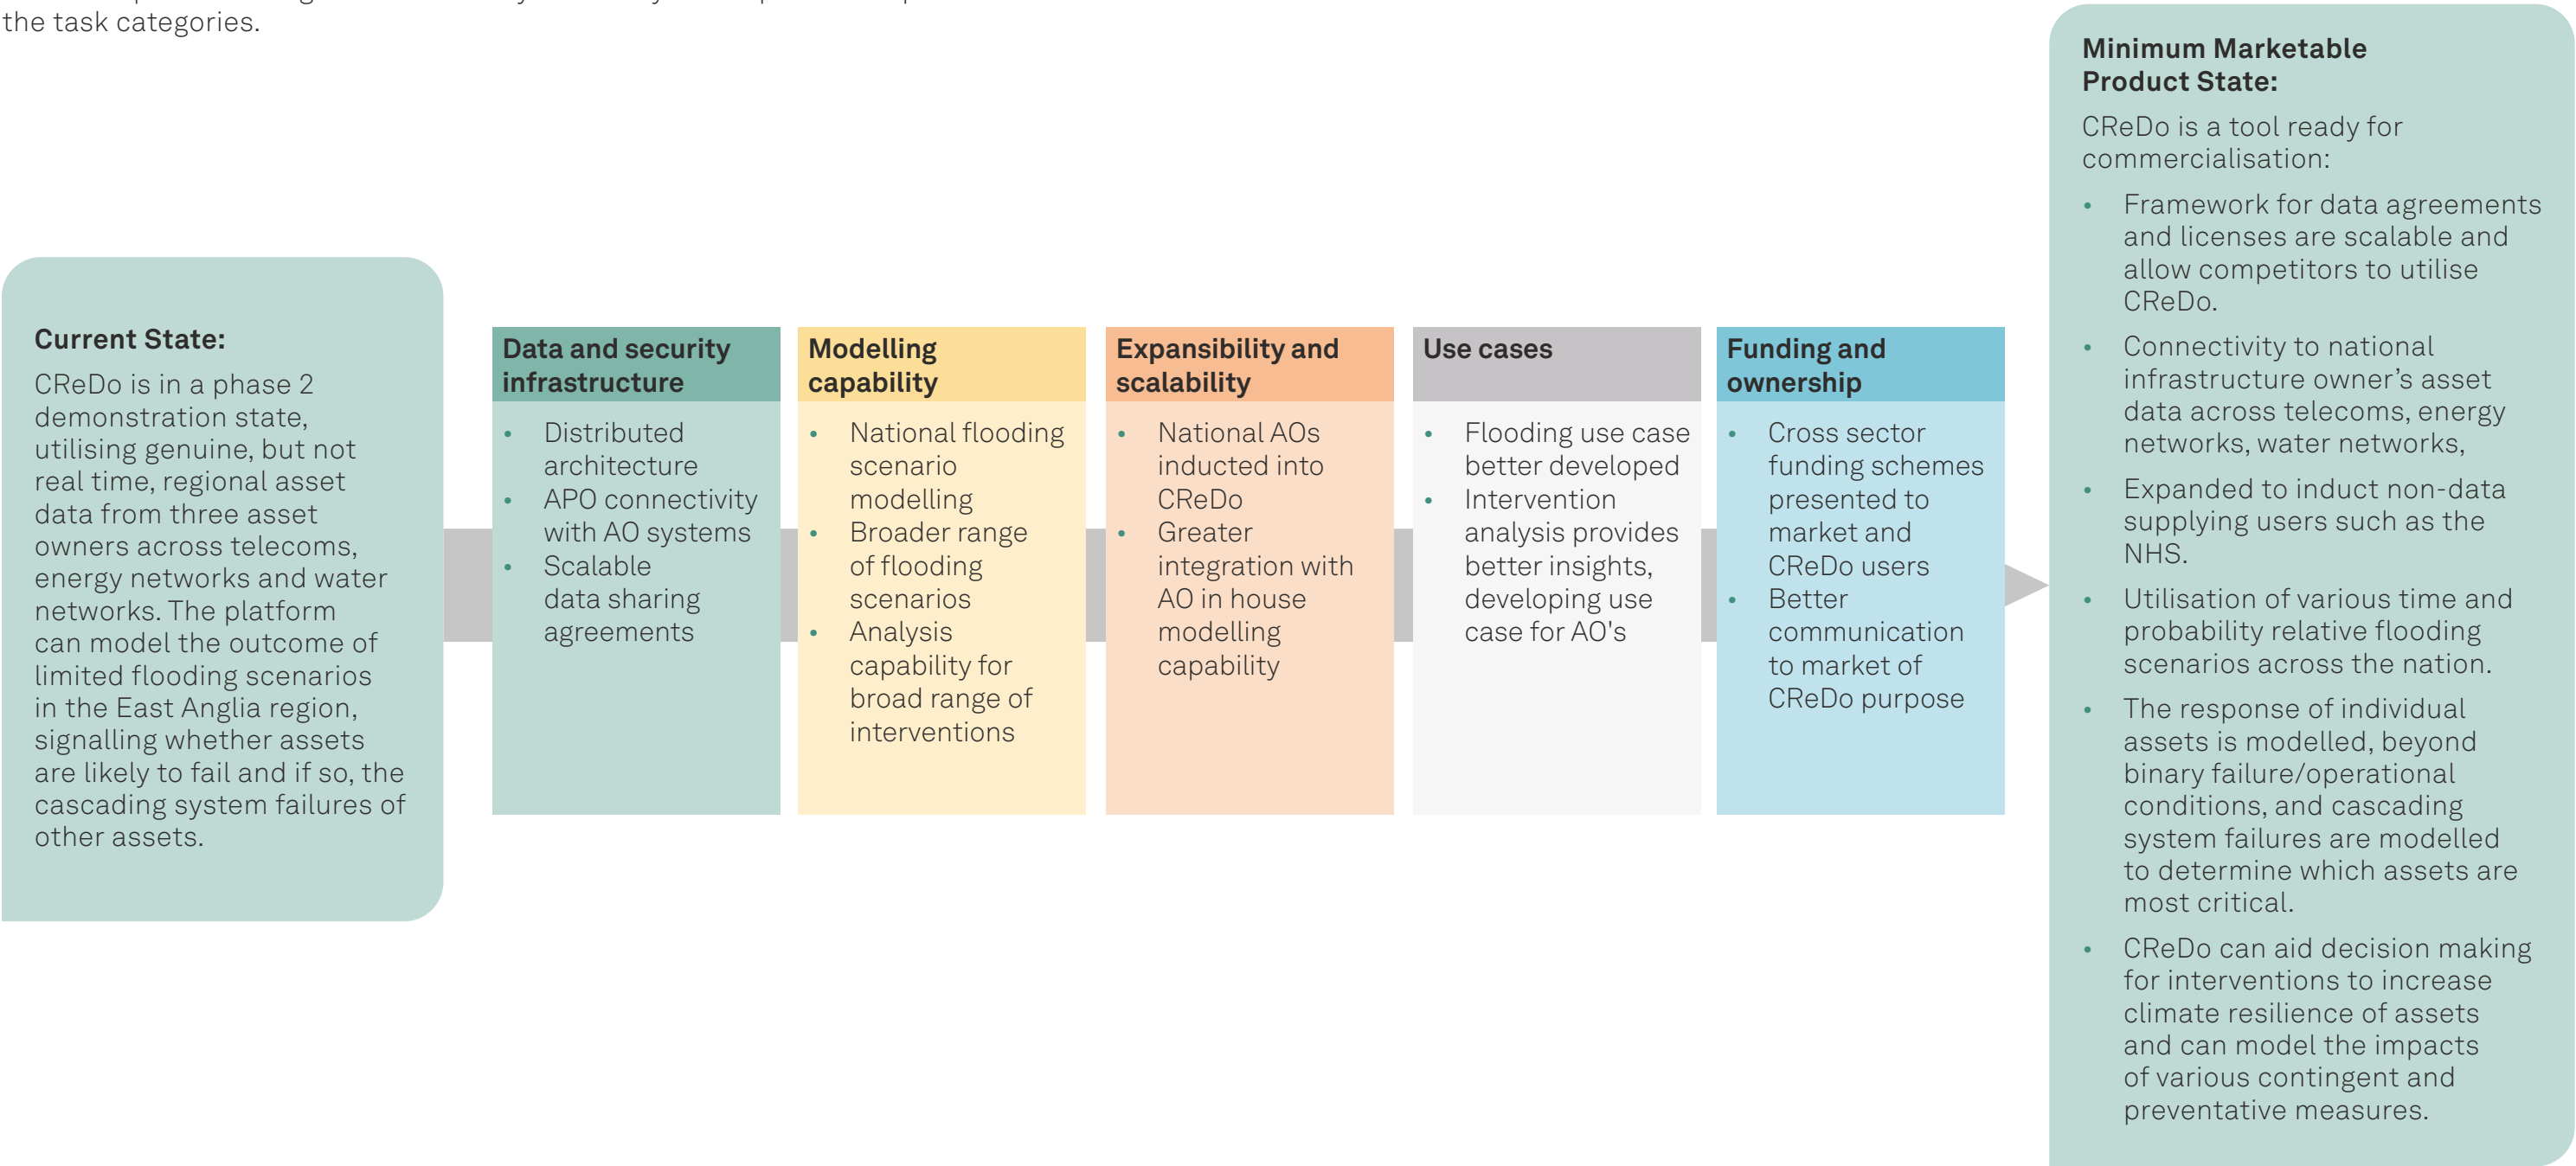 the task categories.
Current State:
CReDo is in a phase 2
demonstration state,
utilising genuine, but not
real time, regional asset
data from three asset
owners across telecoms,
energy networks and water
networks. The platform
can model the outcome of
limited flooding scenarios
in the East Anglia region,
signalling whether assets
are likely to fail and if so, the
cascading system failures of
other assets.
Data and security
infrastructure
• Distributed
architecture
• APO connectivity
with AO systems
• Scalable
data sharing
agreements
Modelling
capability
• National flooding
scenario
modelling
• Broader range
of flooding
scenarios
• Analysis
capability for
broad range of
interventions
Expansibility and
scalability
• National AOs
inducted into
CReDo
• Greater
integration with
AO in house
modelling
capability
Use cases
• Flooding use case
better developed
• Intervention
analysis provides
better insights,
developing use
case for AO's
Funding and
ownership
• Cross sector
funding schemes
presented to
market and
CReDo users
• Better
communication
to market of
CReDo purpose
Minimum Marketable
Product State:
CReDo is a tool ready for
commercialisation:
• Framework for data agreements
and licenses are scalable and
allow competitors to utilise
CReDo.
• Connectivity to national
infrastructure owner’s asset
data across telecoms, energy
networks, water networks,
• Expanded to induct non-data
supplying users such as the
NHS.
• Utilisation of various time and
probability relative flooding
scenarios across the nation.
• The response of individual
assets is modelled, beyond
binary failure/operational
conditions, and cascading
system failures are modelled
to determine which assets are
most critical.
• CReDo can aid decision making
for interventions to increase
climate resilience of assets
and can model the impacts
of various contingent and
preventative measures.